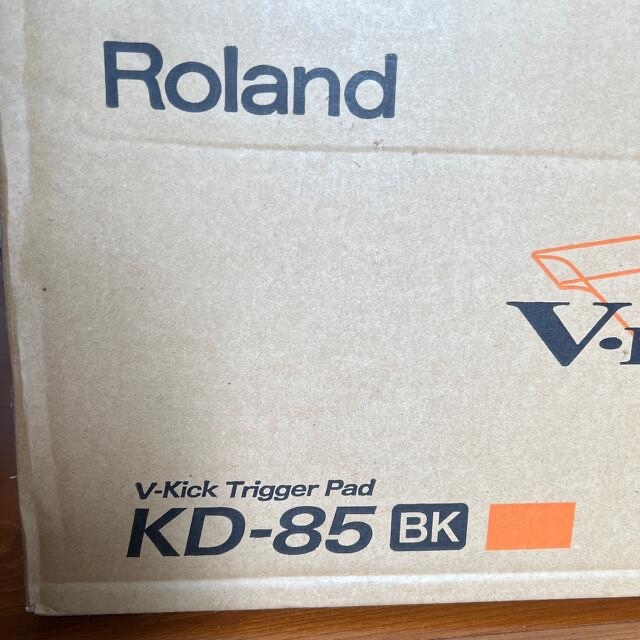 Roland
V-Kick Trigger Pad
KD-85 BK